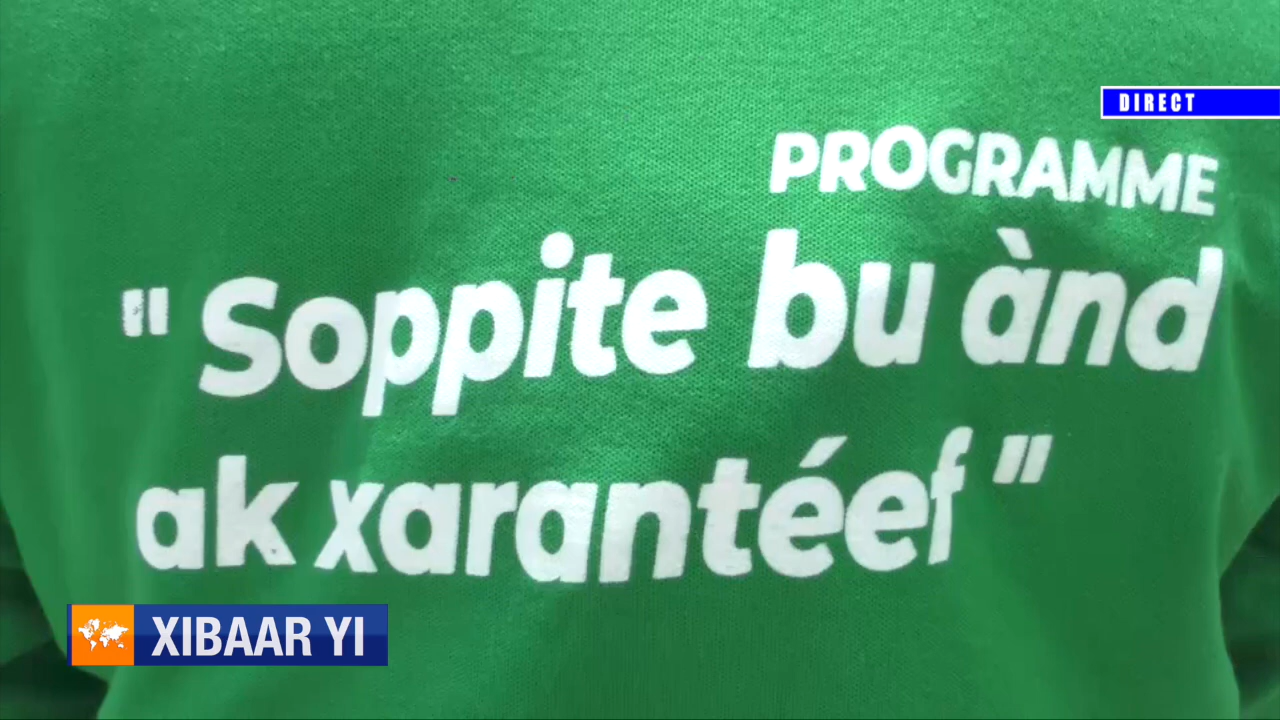 DIRECT
PROGRAMME
" Soppite bu ànd
ak xarantéef "
XIBAAR YI